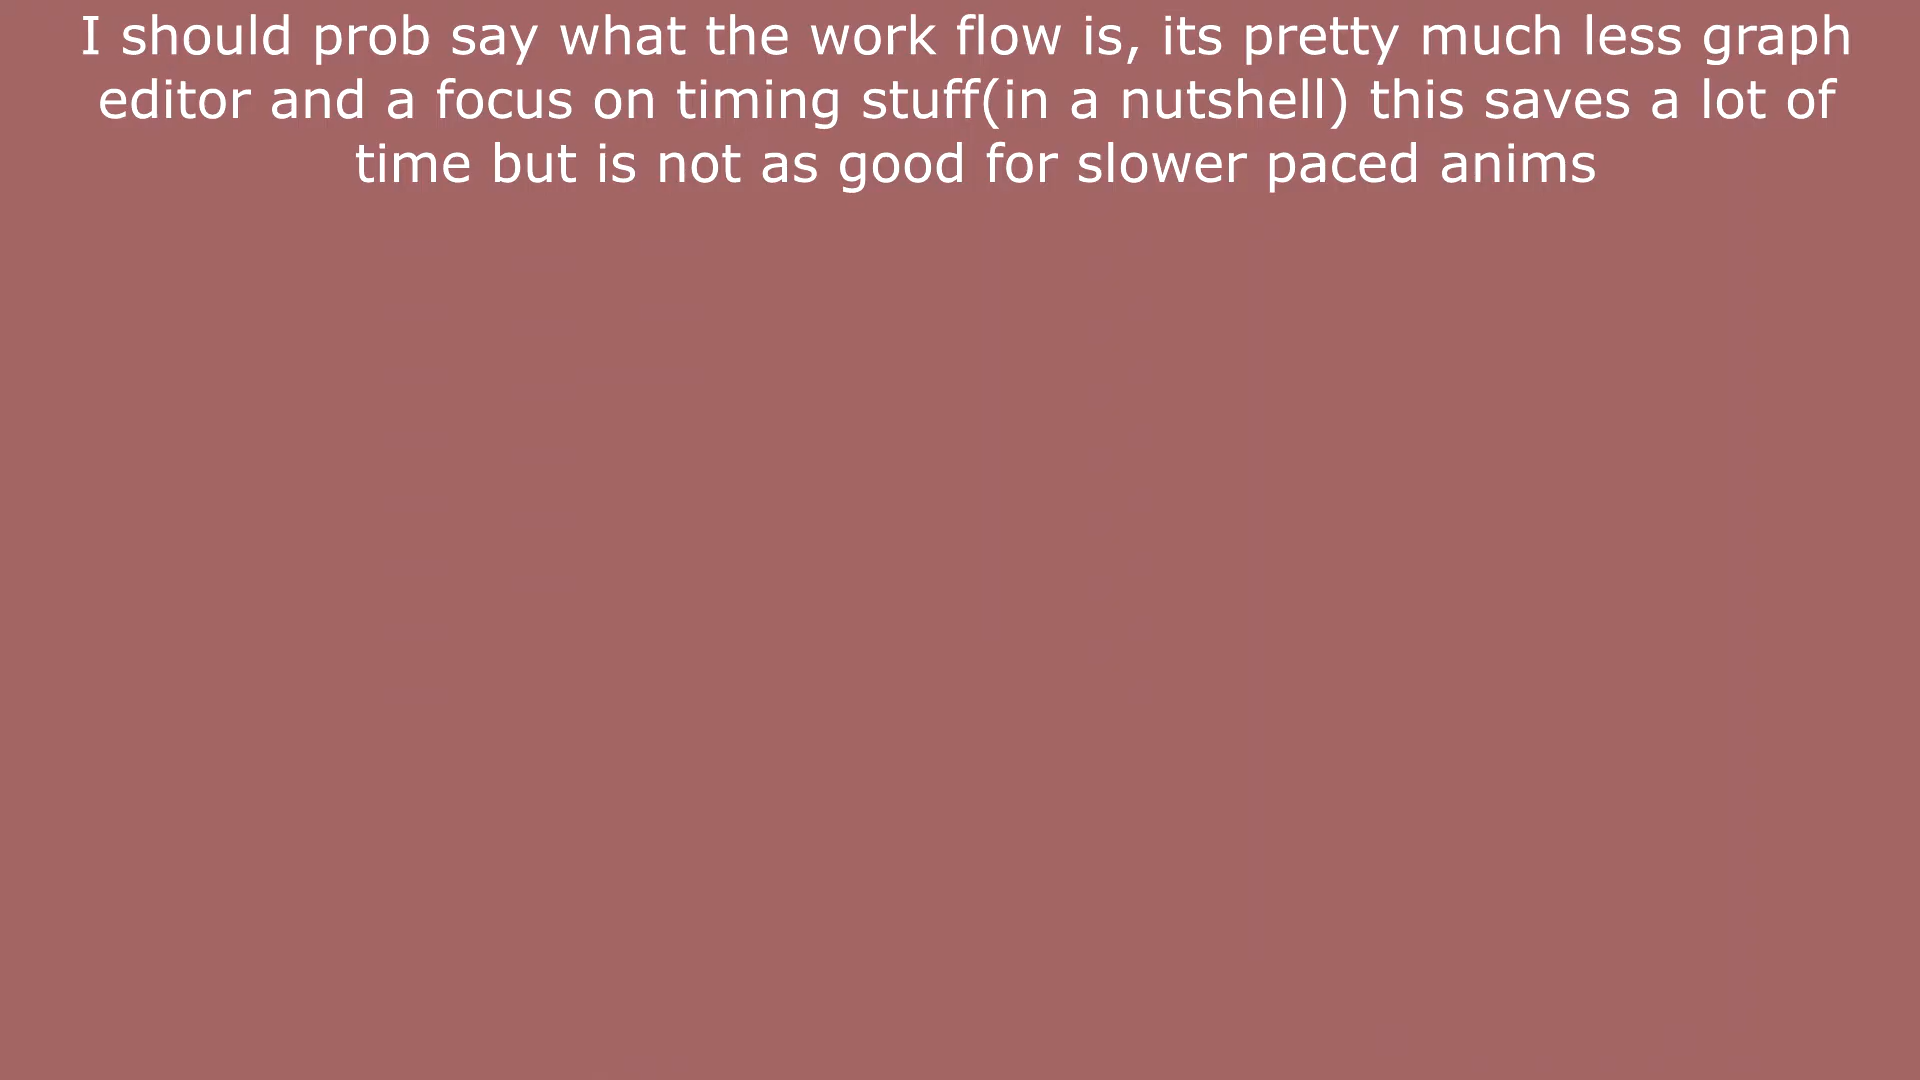 I should prob say what the work flow is, its pretty much less graph
editor and a focus on timing stuff(in a nutshell) this saves a lot of
time but is not as good for slower paced anims